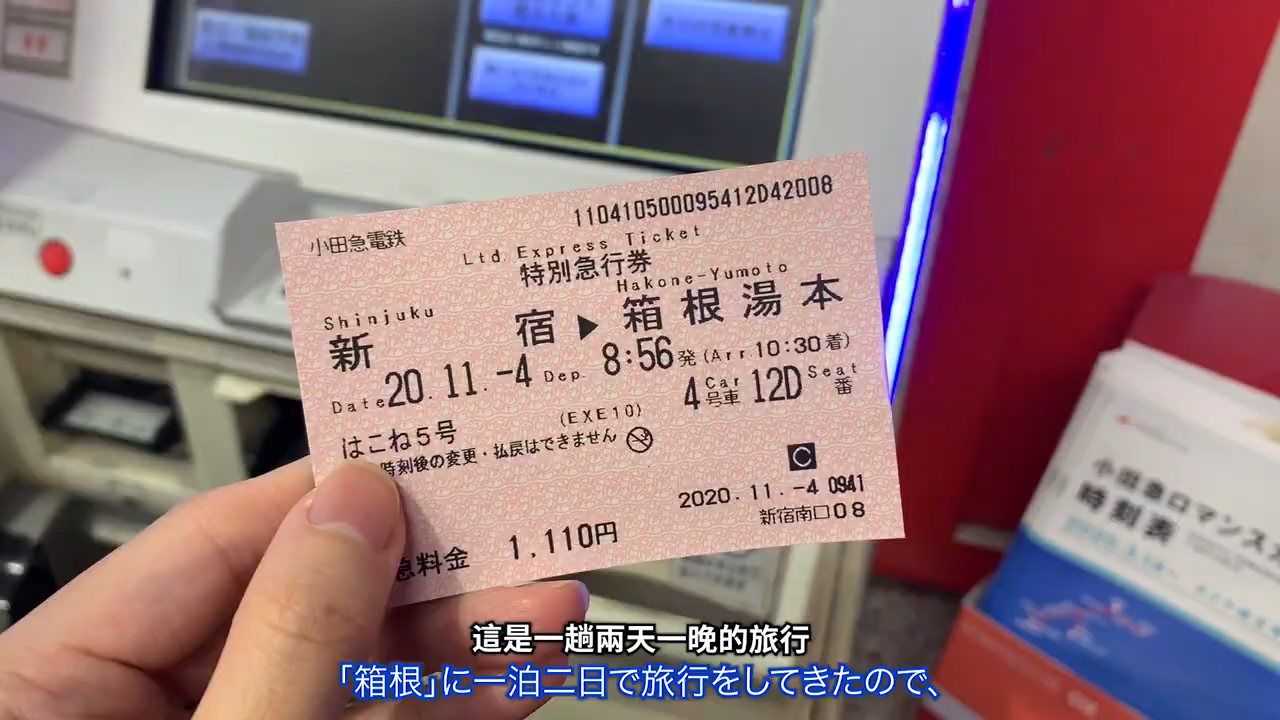 110410500095412D42008
小田急電鉄
Ltd. Express Ticket
特別急行券
Shinjuku Hakone-Yumoto
新宿▶箱根湯本
Date 20.11.-4 Dep. 8:56発(Arr.10:30着)
4 Car 号車 12D Seat 番
はこね5号 (EXE10)
時刻後の変更・払戻はできません
C
2020.11.-4 0941
新宿南口08
急料金 1,110円
小田急ロマンス
時刻表
這是一趟兩天一晚的旅行
「箱根」に一泊二日で旅行をしてきたので、